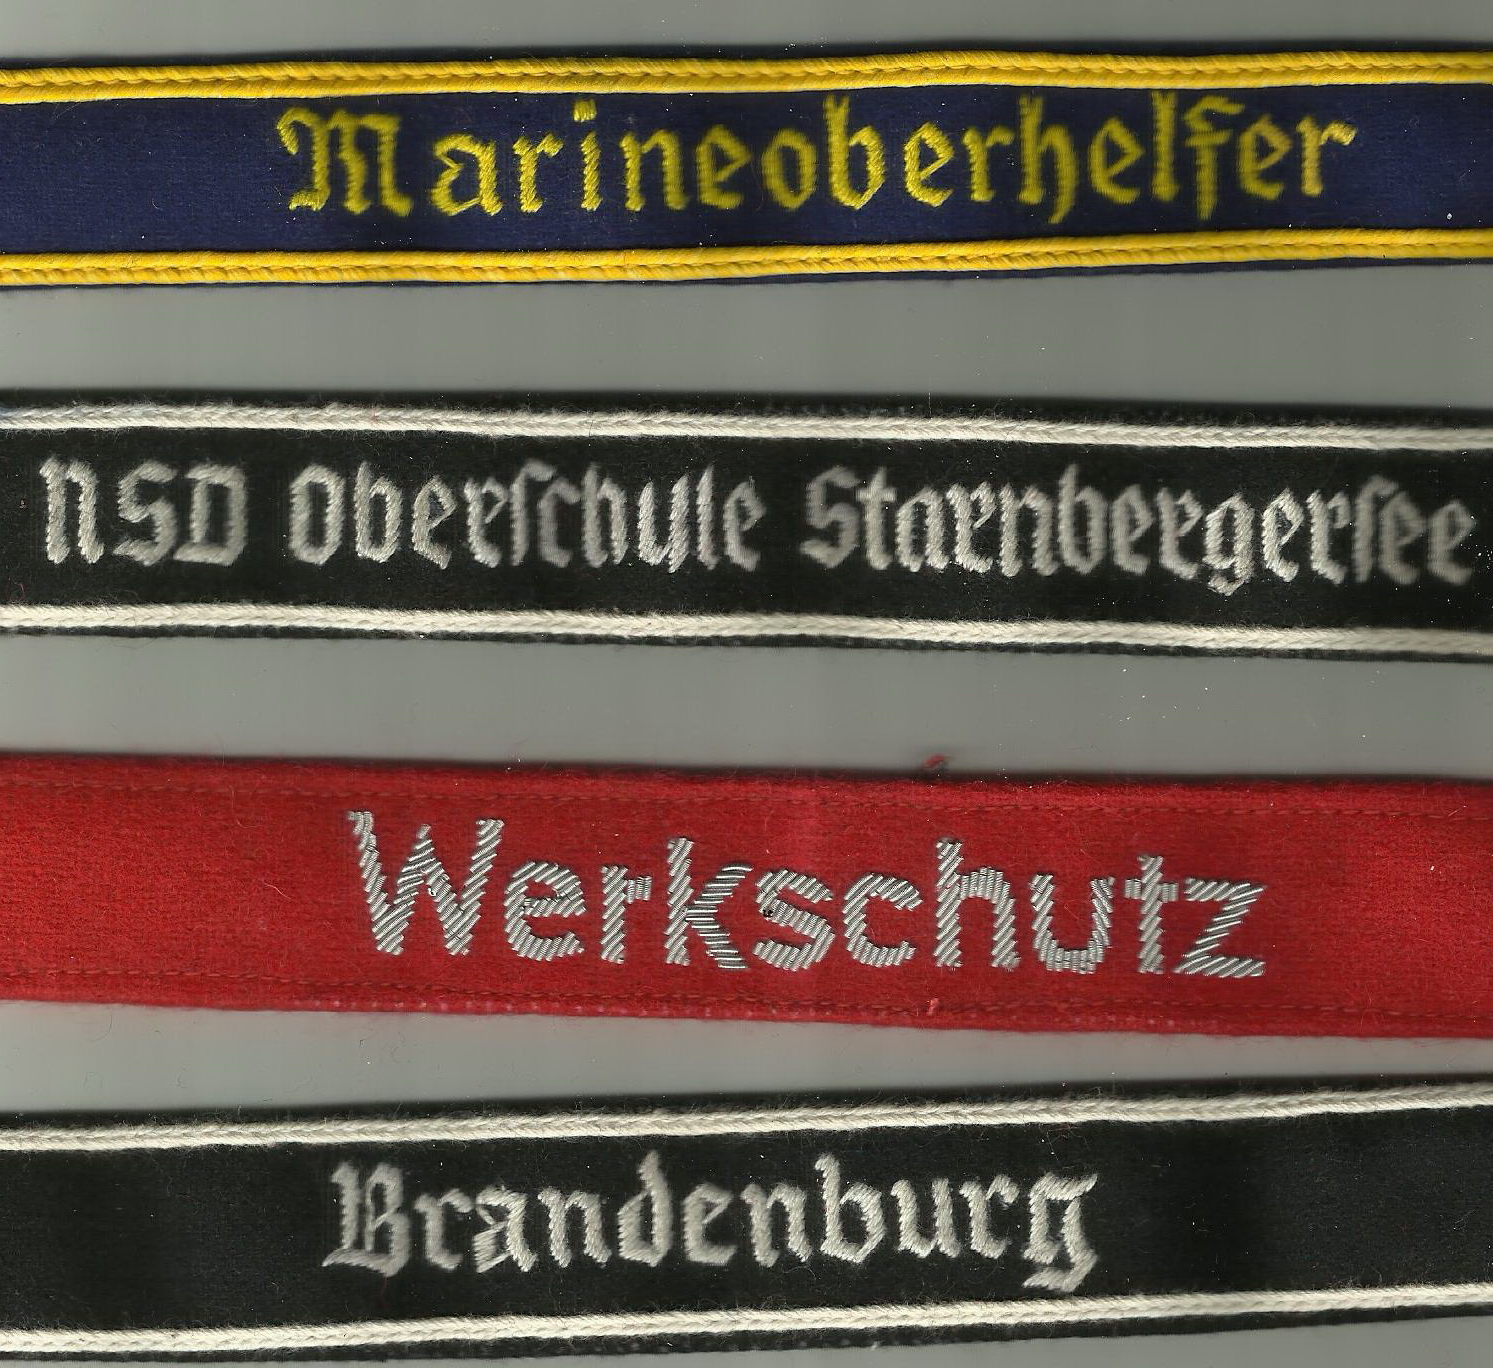 Marineoberhelfer
NSD Oberschule Starnbergersee
Werkschutz
Brandenburg